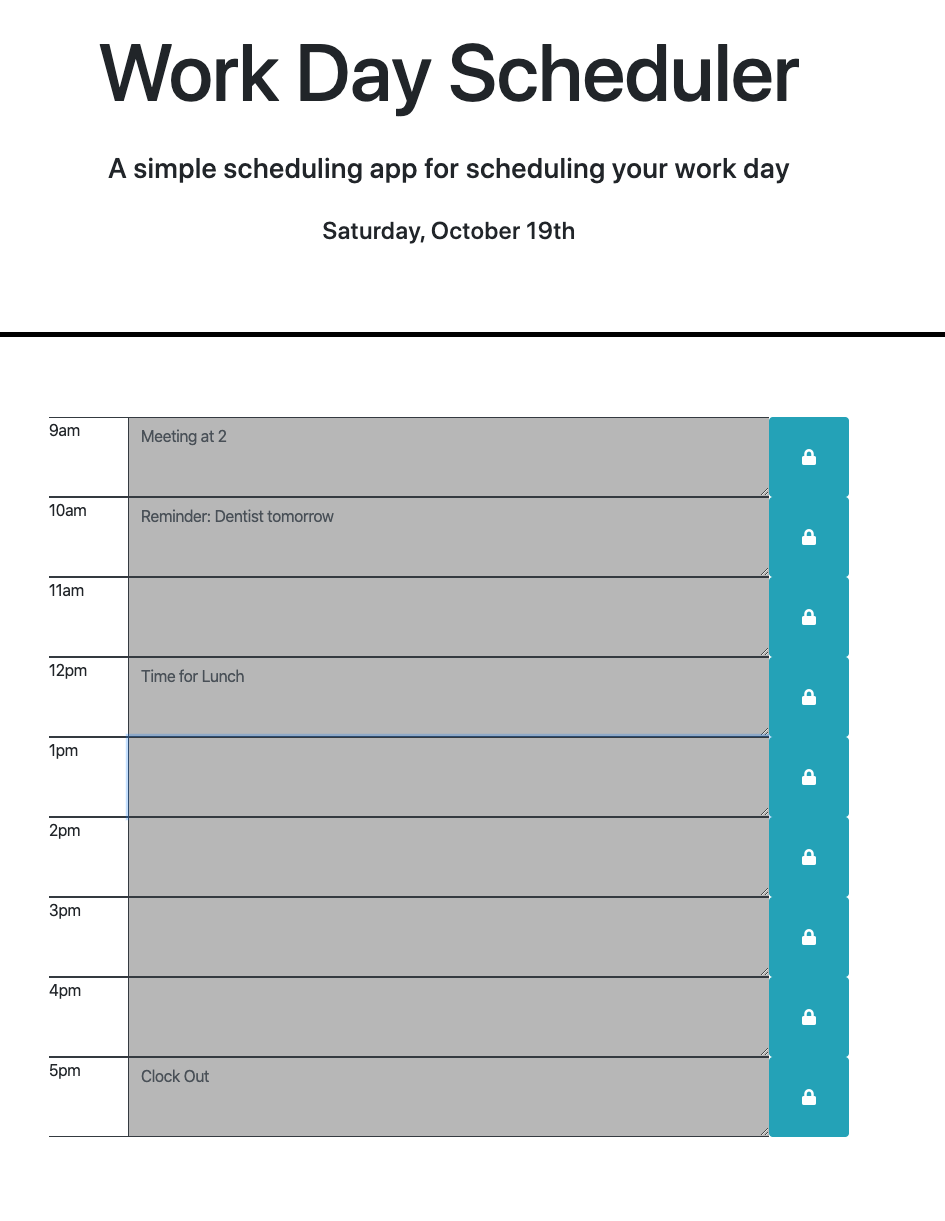 Work Day Scheduler
A simple scheduling app for scheduling your work day
Saturday, October 19th
9am
Meeting at 2
10am
Reminder: Dentist tomorrow
11am
12pm
Time for Lunch
1pm
2pm
3pm
4pm
5pm
Clock Out